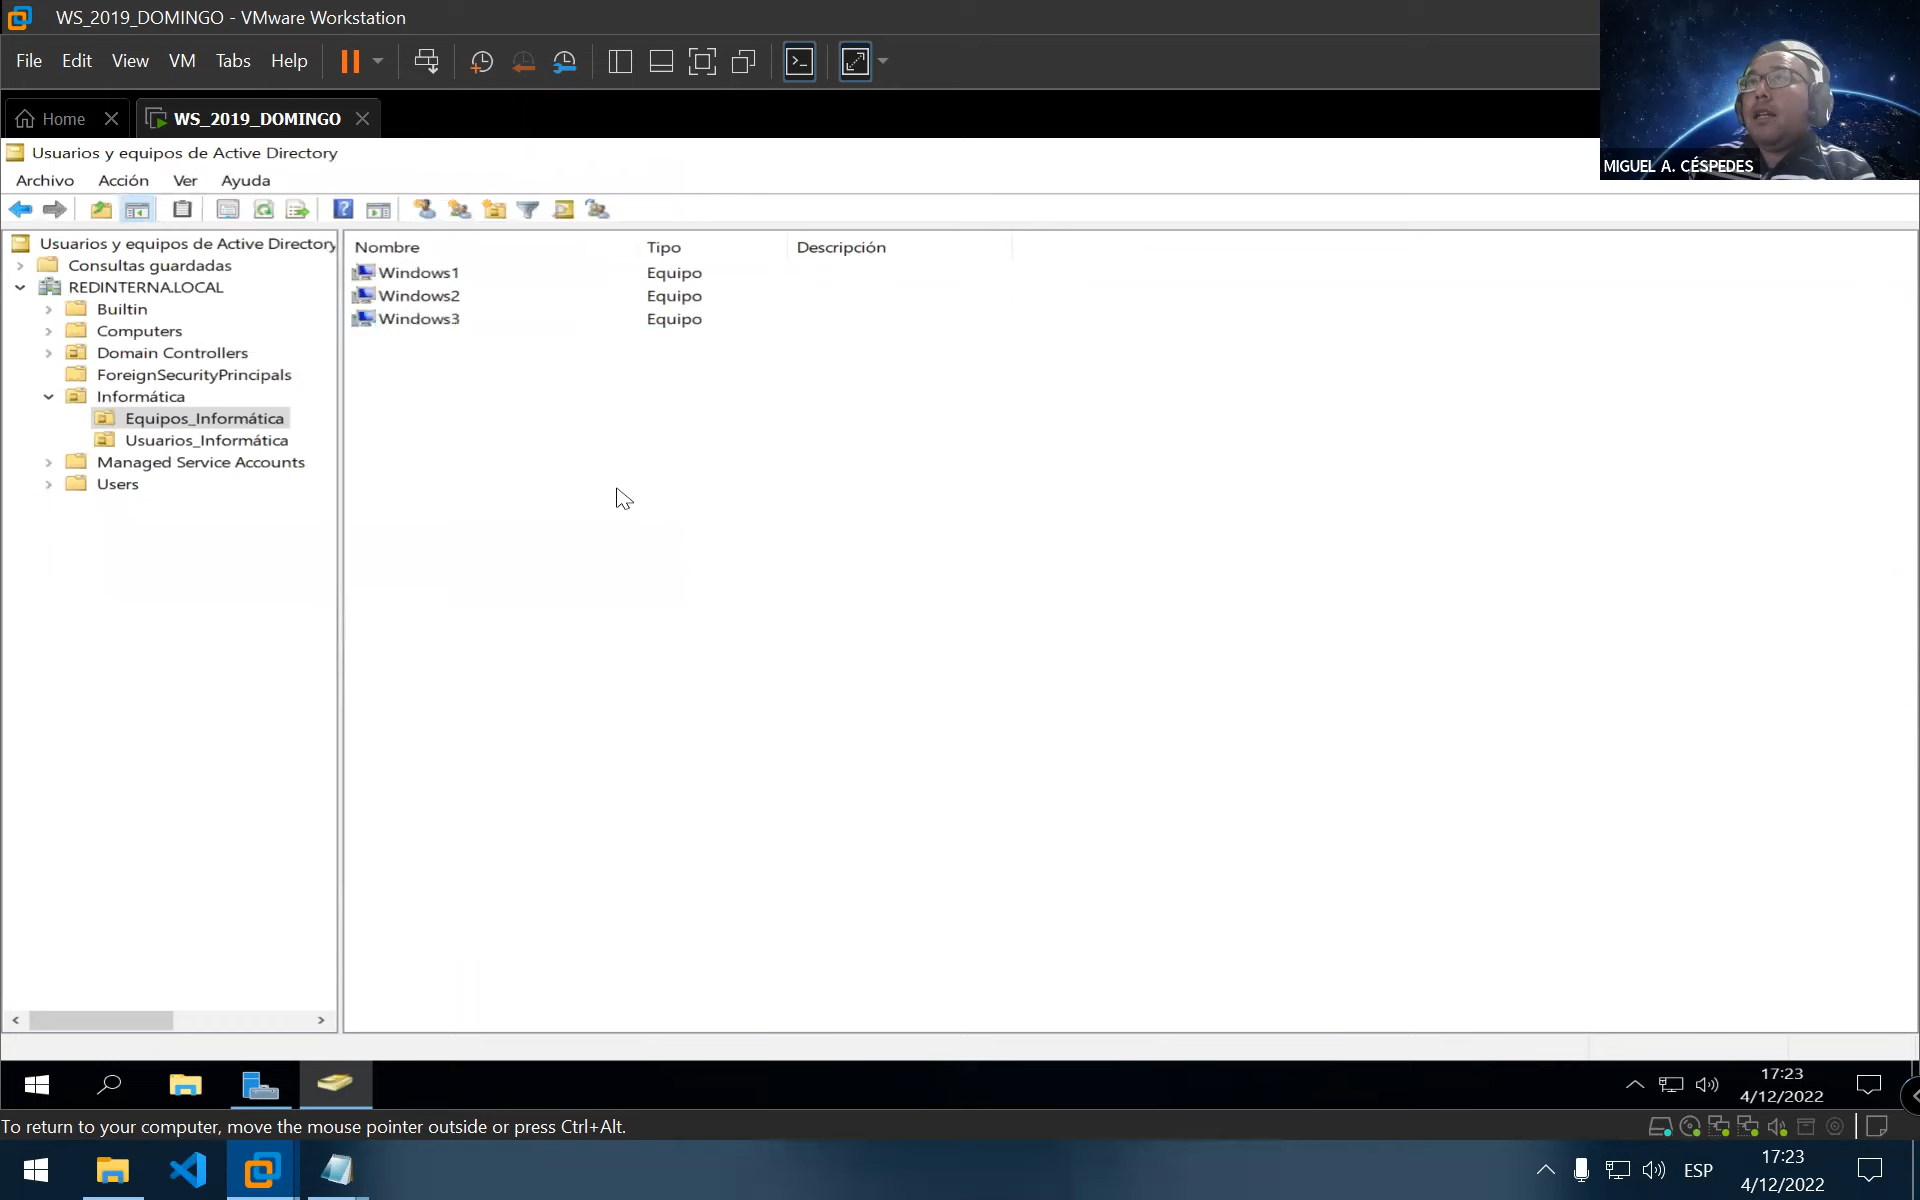 WS_2019_DOMINGO - VMware Workstation
File Edit View VM Tabs Help
Home WS_2019_DOMINGO
MIGUEL A. CÉSPEDES
Usuarios y equipos de Active Directory
Archivo Acción Ver Ayuda
Usuarios y equipos de Active Directory
Consultas guardadas
REDINTERNA.LOCAL
Builtin
Computers
Domain Controllers
ForeignSecurityPrincipals
Informática
Equipos_Informática
Usuarios_Informática
Managed Service Accounts
Users
Nombre Tipo Descripción
Windows1 Equipo
Windows2 Equipo
Windows3 Equipo
17:23
4/12/2022
To return to your computer, move the mouse pointer outside or press Ctrl+Alt.
ESP
17:23
4/12/2022